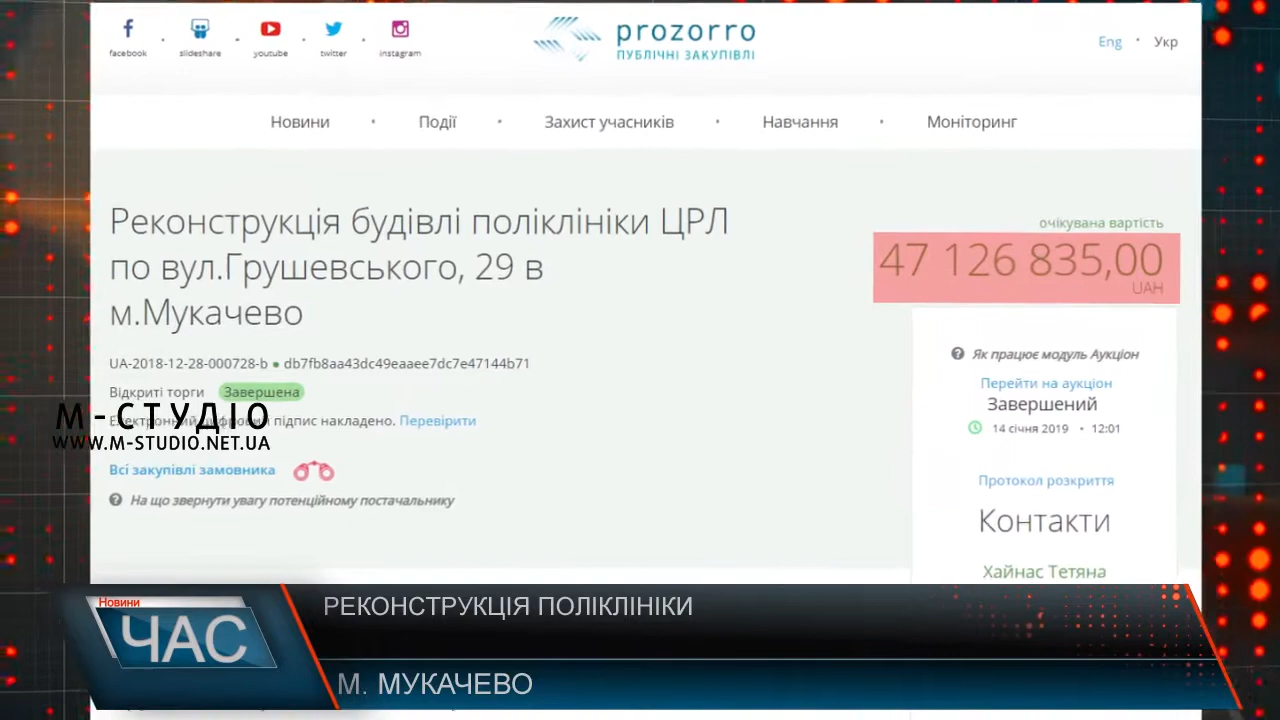 facebook
slideshare
youtube
twitter
instagram
prozorro
ПУБЛІЧНІ ЗАКУПІВЛІ
Eng • Укр
Новини • Події • Захист учасників • Навчання • Моніторинг
Реконструкція будівлі поліклініки ЦРЛ
по вул.Грушевського, 29 в
м.Мукачево
очікувана вартість
47 126 835,00
UAH
UA-2018-12-28-000728-b ● db7fb8aa43dc49eaaee7dc7e47144b71
Відкриті торги Завершена
Електронний цифровий підпис накладено. Перевірити
М-СТУДІО
WWW.M-STUDIO.NET.UA
Всі закупівлі замовника
На що звернути увагу потенційному постачальнику
Як працює модуль Аукціон
Перейти на аукціон
Завершений
14 січня 2019 • 12:01
Протокол розкриття
Контакти
Хайнас Тетяна
Новини
ЧАС
РЕКОНСТРУКЦІЯ ПОЛІКЛІНІКИ
М. МУКАЧЕВО